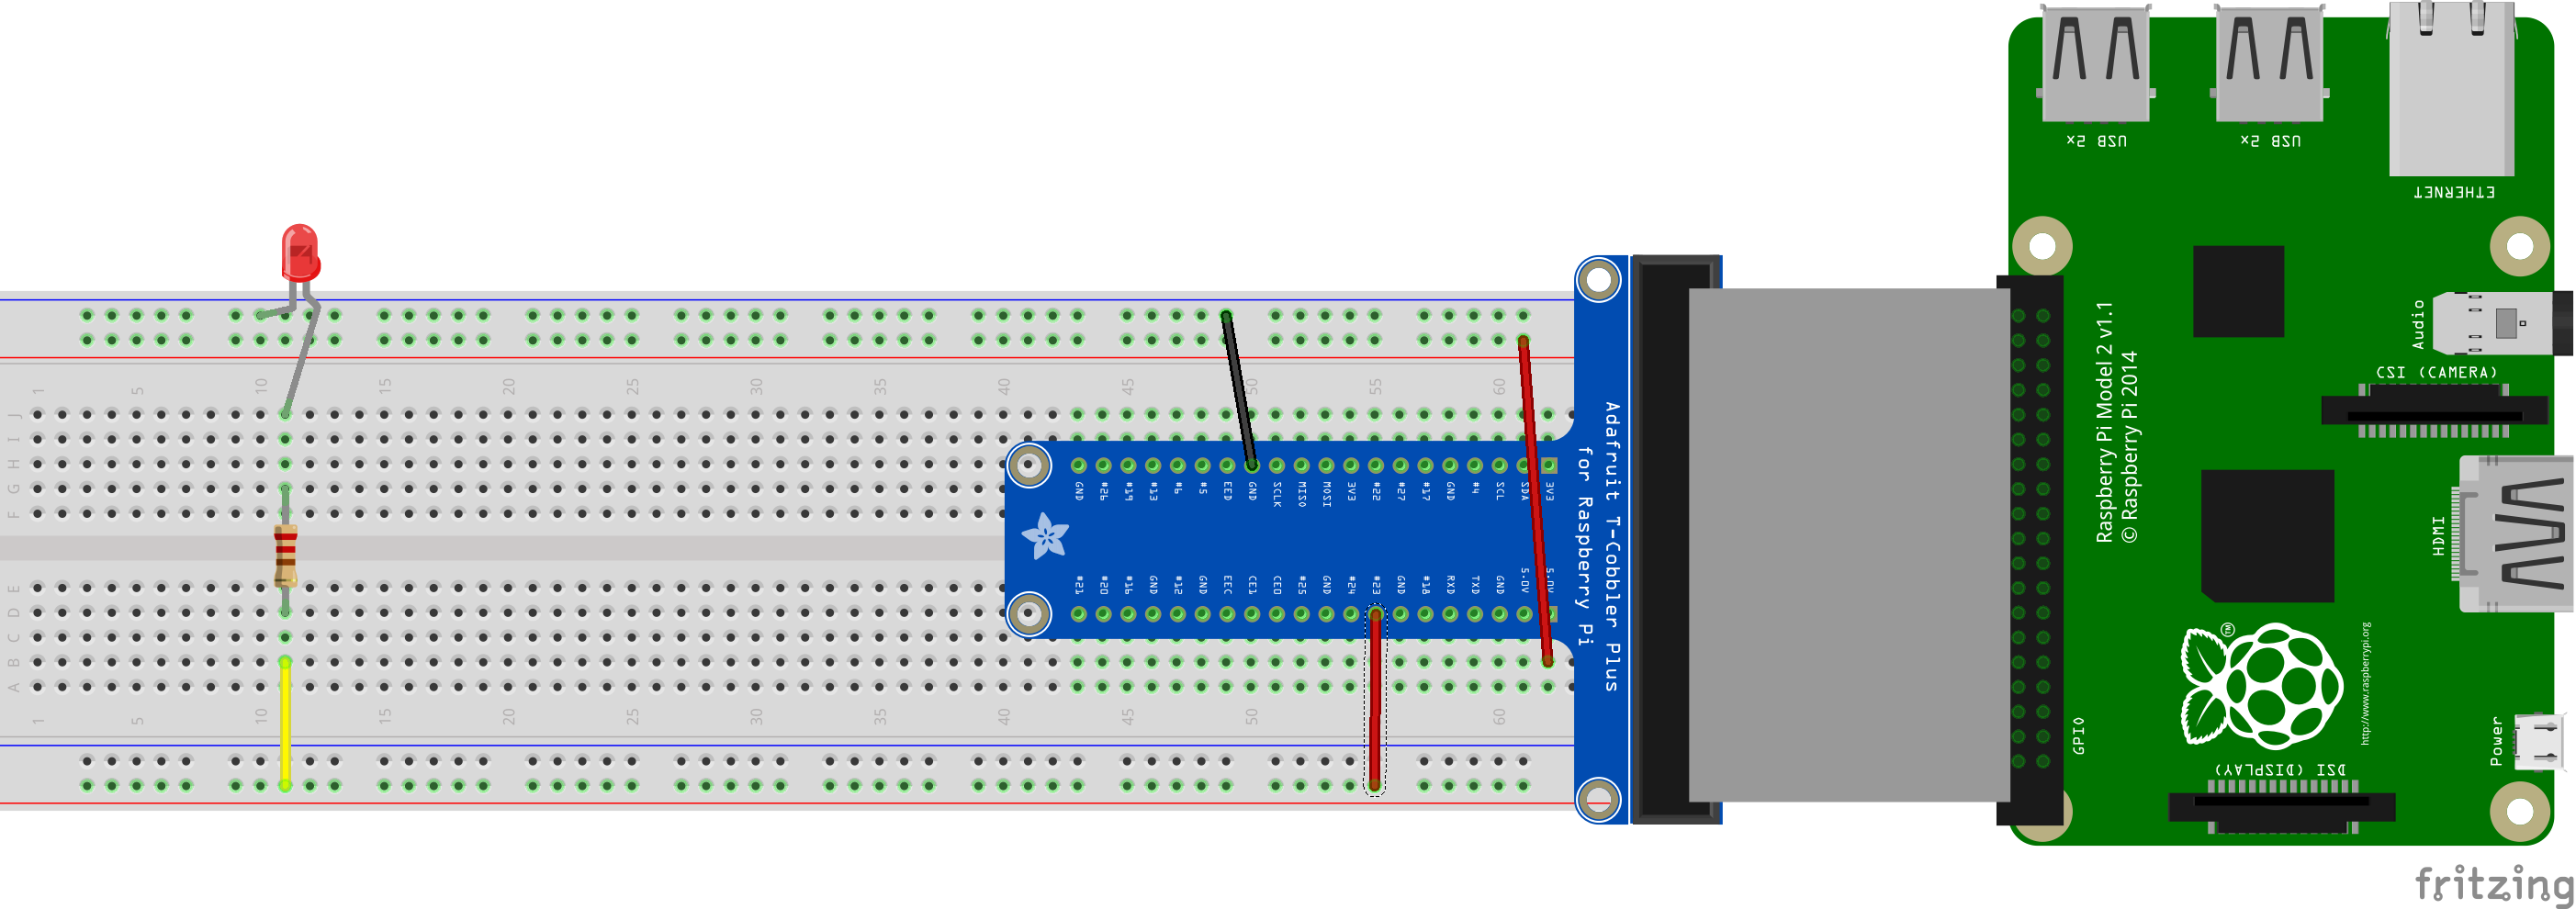 USB 2x
USB 2x
ETHERNET
Raspberry Pi Model 2 v1.1
© Raspberry Pi 2014
Audio
CSI (CAMERA)
HDMI
TM
http://www.raspberrypi.org
GPIO
Power
DSI (DISPLAY)
Adafruit T-Cobbler Plus
for Raspberry Pi
1 5 10 15 20 25 30 35 40 45 50 55 60
J
I
H
G
F
GND #26 #19 #13 #6 #5 EED GND SCLK MISO MOSI 3V3 #22 #27 #17 GND #4 SCL SDA 3V3
#21 #20 #16 GND #12 GND EEC CE1 CE0 #25 GND #24 #23 GND #18 RXD TXD GND 5.0V 5.0V
E
D
C
B
A
1 5 10 15 20 25 30 35 40 45 50 55 60
fritzing